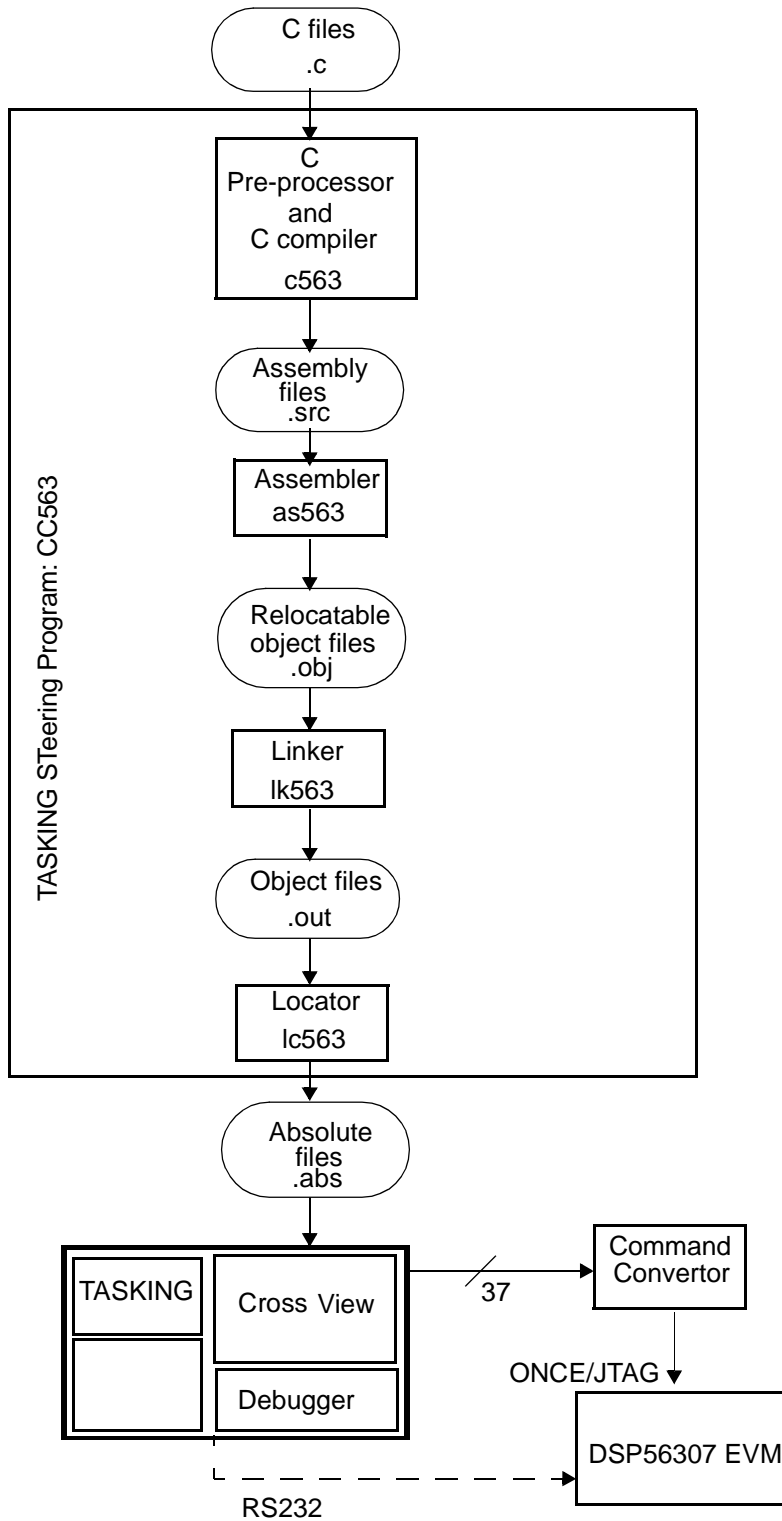 C files
.c
C
Pre-processor
and
C compiler
c563
Assembly
files
.src
Assembler
as563
TASKING STeering Program: CC563
Relocatable
object files
.obj
Linker
lk563
Object files
.out
Locator
lc563
Absolute
files
.abs
TASKING
Cross View
Debugger
37
Command
Convertor
ONCE/JTAG
DSP56307 EVM
RS232